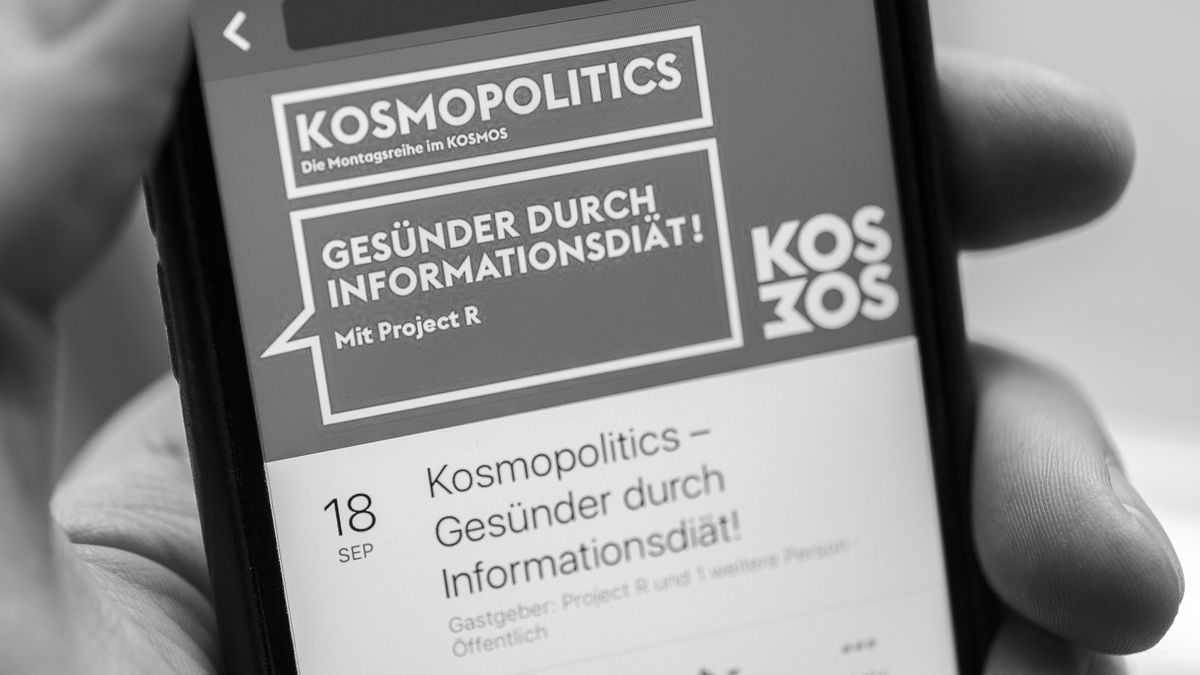 KOSMOPOLITICS
Die Montagsreihe im KOSMOS
GESÜNDER DURCH
INFORMATIONSDIÄT!
Mit Project R
KOS
MOS
18
SEP
Kosmopolitics –
Gesünder durch
Informationsdiät!
Gastgeber: Project R und 1 weitere Person ·
Öffentlich